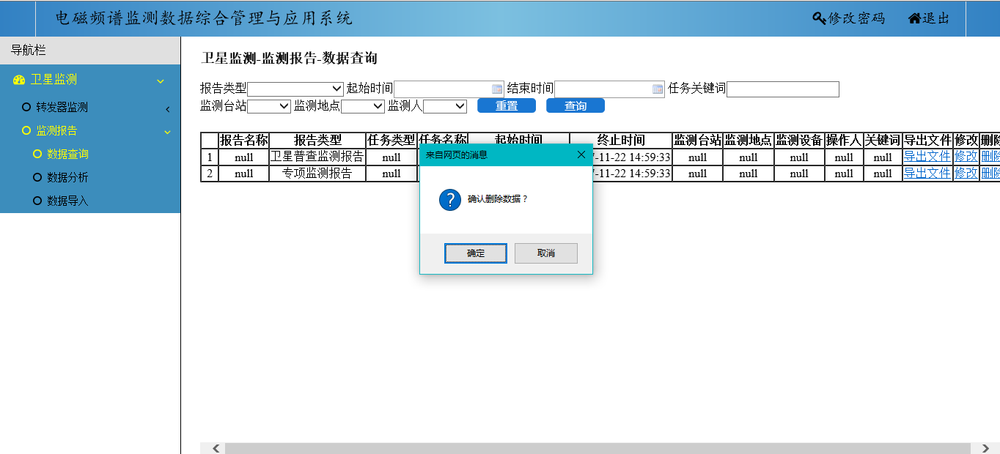 电磁频谱监测数据综合管理与应用系统 修改密码 退出
导航栏
卫星监测
转发器监测
监测报告
数据查询
数据分析
数据导入
卫星监测-监测报告-数据查询
报告类型 起始时间 结束时间 任务关键词
监测台站 监测地点 监测人 重置 查询
报告名称 报告类型 任务类型 任务名称 起始时间 终止时间 监测台站 监测地点 监测设备 操作人 关键词 导出文件 修改 删除
1 null 卫星普查监测报告 null -11-22 14:59:33 null null null null null 导出文件 修改 删除
2 null 专项监测报告 null -11-22 14:59:33 null null null null null 导出文件 修改 删除
来自网页的消息
确认删除数据？
确定 取消